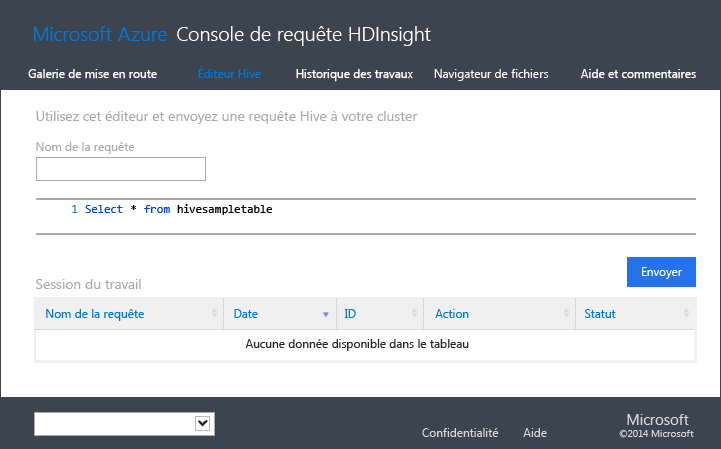 Microsoft Azure Console de requête HDInsight
Galerie de mise en route Éditeur Hive Historique des travaux Navigateur de fichiers Aide et commentaires
Utilisez cet éditeur et envoyez une requête Hive à votre cluster
Nom de la requête
1 Select * from hivesampletable
Envoyer
Session du travail
Nom de la requête Date ID Action Statut
Aucune donnée disponible dans le tableau
Confidentialité Aide
Microsoft
©2014 Microsoft